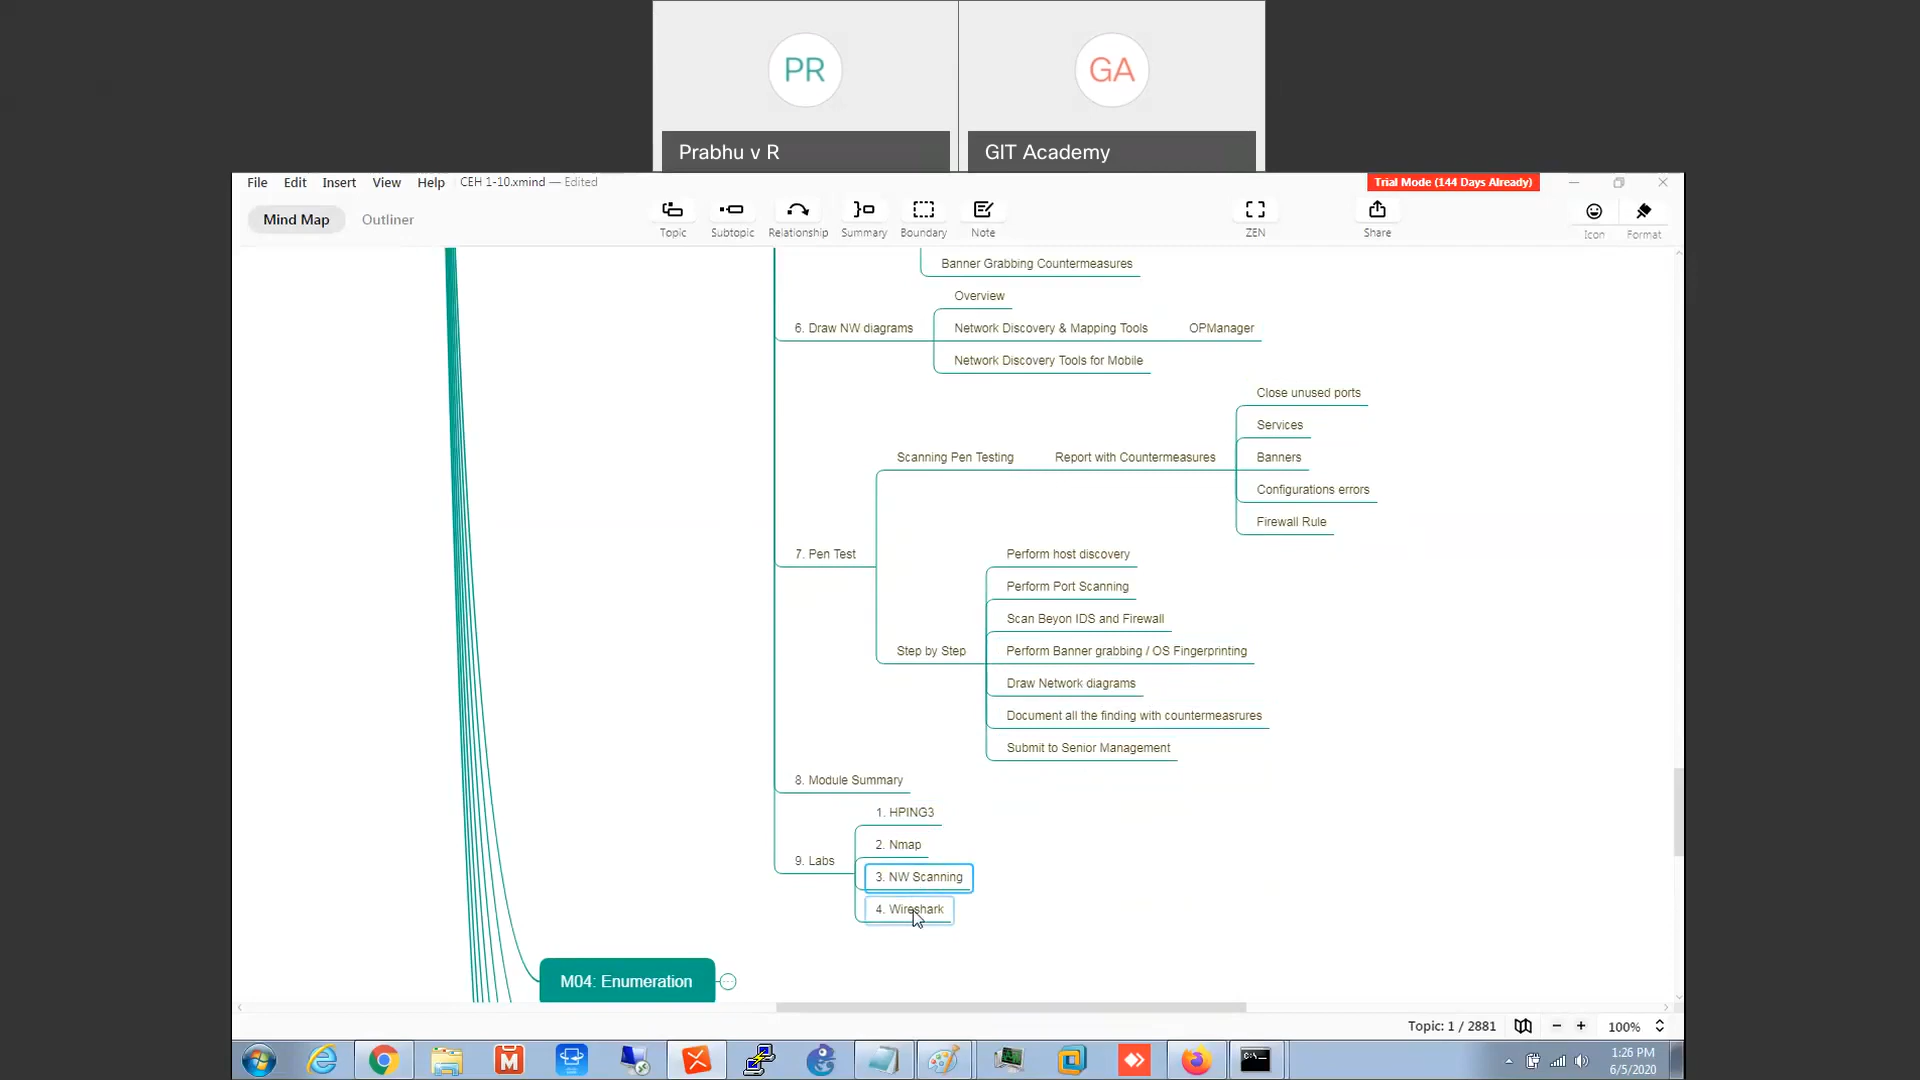 PR
GA
Prabhu v R
GIT Academy
File Edit Insert View Help CEH 1-10.xmind — Edited
Trial Mode (144 Days Already)
Mind Map Outliner
Topic Subtopic Relationship Summary Boundary Note ZEN Share Icon Format
Banner Grabbing Countermeasures
Overview
6. Draw NW diagrams Network Discovery & Mapping Tools OPManager
Network Discovery Tools for Mobile
Close unused ports
Services
Scanning Pen Testing Report with Countermeasures Banners
Configurations errors
Firewall Rule
7. Pen Test Perform host discovery
Perform Port Scanning
Scan Beyon IDS and Firewall
Step by Step Perform Banner grabbing / OS Fingerprinting
Draw Network diagrams
Document all the finding with countermeasrures
Submit to Senior Management
8. Module Summary
1. HPING3
2. Nmap
9. Labs
3. NW Scanning
4. Wireshark
M04: Enumeration
Topic: 1 / 2881 100%
1:26 PM
6/5/2020